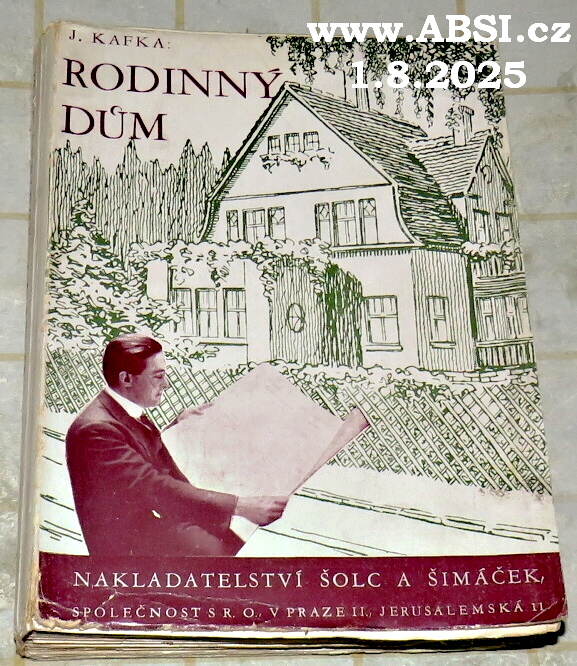 www.ABSI.cz
1.8.2025
J. KAFKA:
RODINNÝ
DŮM
NAKLADATELSTVÍ ŠOLC A ŠIMÁČEK,
SPOLEČNOST S R. O., V PRAZE II., JERUSALEMSKÁ 11